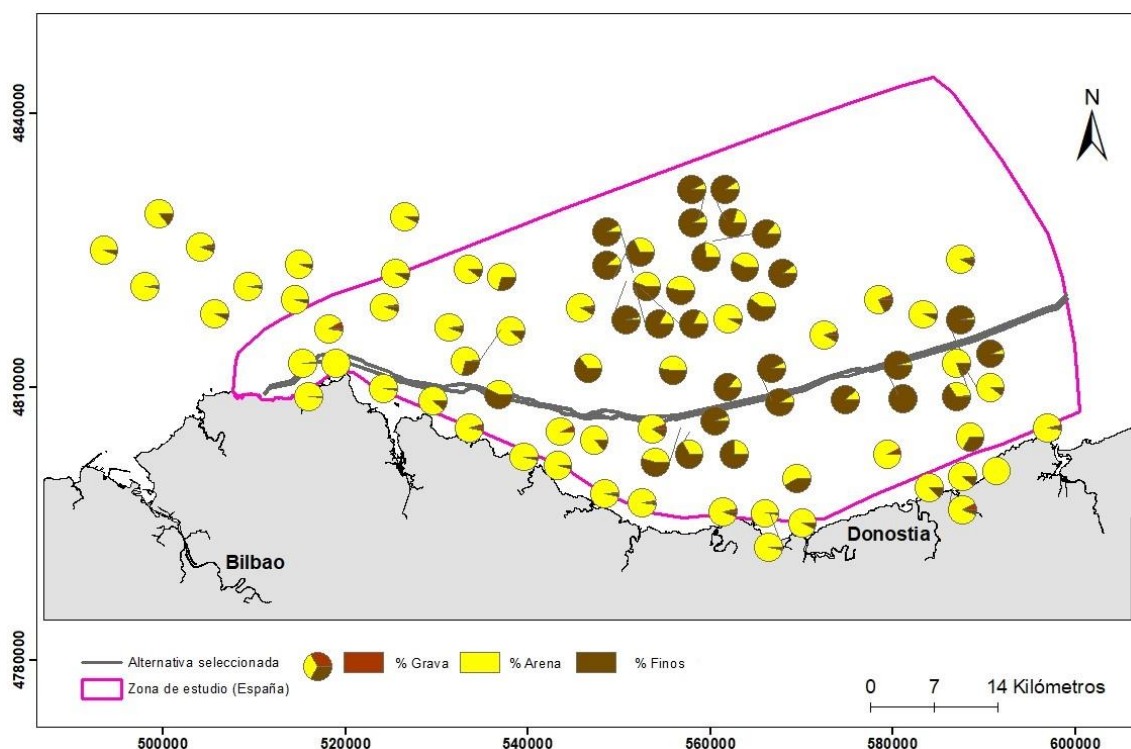 4840000
N
4810000
Donostia
Bilbao
Alternativa seleccionada
% Grava
% Arena
% Finos
Zona de estudio (España)
0 7 14 Kilómetros
4780000
500000 520000 540000 560000 580000 600000